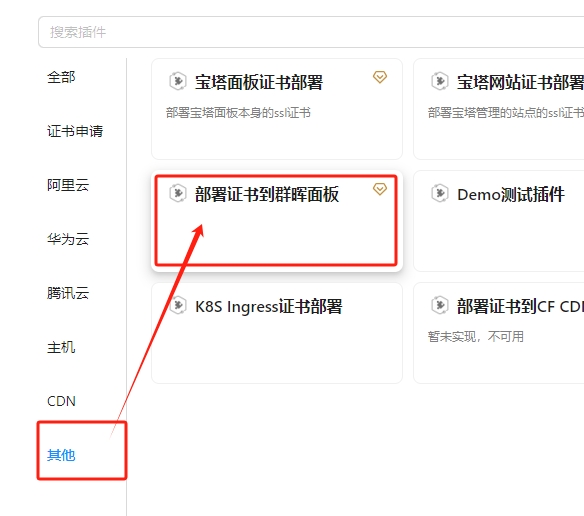 搜索插件
全部
证书申请
阿里云
华为云
腾讯云
主机
CDN
其他
宝塔面板证书部署
部署宝塔面板本身的ssl证书
宝塔网站证书部署
部署宝塔管理的站点的ssl证书
部署证书到群晖面板
Demo测试插件
K8S Ingress证书部署
部署证书到CF CD
暂未实现，不可用